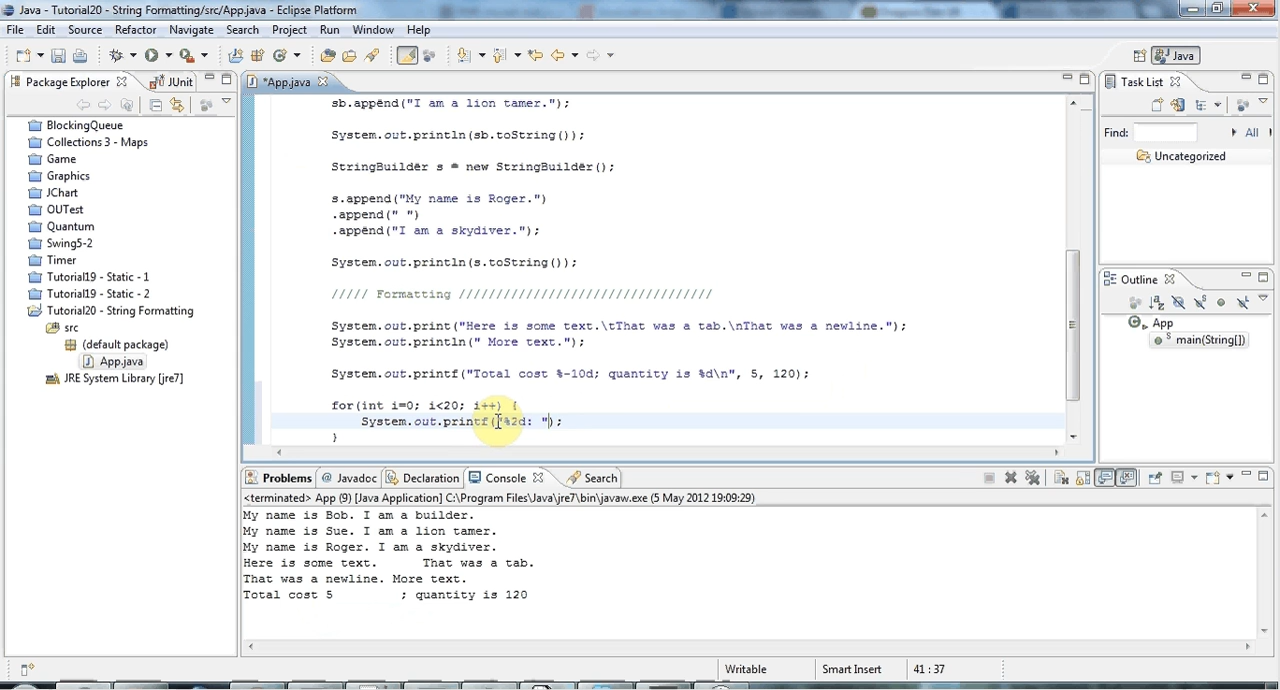 Java - Tutorial20 - String Formatting/src/App.java - Eclipse Platform
File Edit Source Refactor Navigate Search Project Run Window Help
Java
Package Explorer
JUnit
BlockingQueue
Collections 3 - Maps
Game
Graphics
JChart
OUTest
Quantum
Swing5-2
Timer
Tutorial19 - Static - 1
Tutorial19 - Static - 2
Tutorial20 - String Formatting
src
(default package)
App.java
JRE System Library [jre7]
*App.java
sb.append("I am a lion tamer.");
System.out.println(sb.toString());
StringBuilder s = new StringBuilder();
s.append("My name is Roger.")
.append(" ")
.append("I am a skydiver.");
System.out.println(s.toString());
///// Formatting //////////////////////////////////
System.out.print("Here is some text.\tThat was a tab.\nThat was a newline.");
System.out.println(" More text.");
System.out.printf("Total cost %-10d; quantity is %d\n", 5, 120);
for(int i=0; i<20; i++) {
System.out.printf("%2d: ");
}
Task List
Find: All
Uncategorized
Outline
App
main(String[])
Problems @ Javadoc Declaration Console Search
<terminated> App (9) [Java Application] C:\Program Files\Java\jre7\bin\javaw.exe (5 May 2012 19:09:29)
My name is Bob. I am a builder.
My name is Sue. I am a lion tamer.
My name is Roger. I am a skydiver.
Here is some text.      That was a tab.
That was a newline. More text.
Total cost 5         ; quantity is 120
Writable Smart Insert 41 : 37